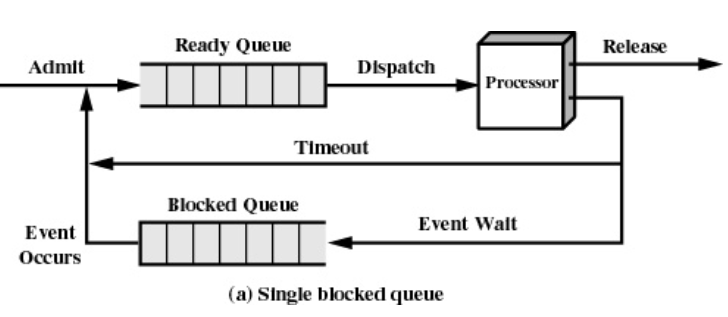 Ready Queue
Release
Admit
Dispatch
Processor
Timeout
Blocked Queue
Event Wait
Event
Occurs
(a) Single blocked queue